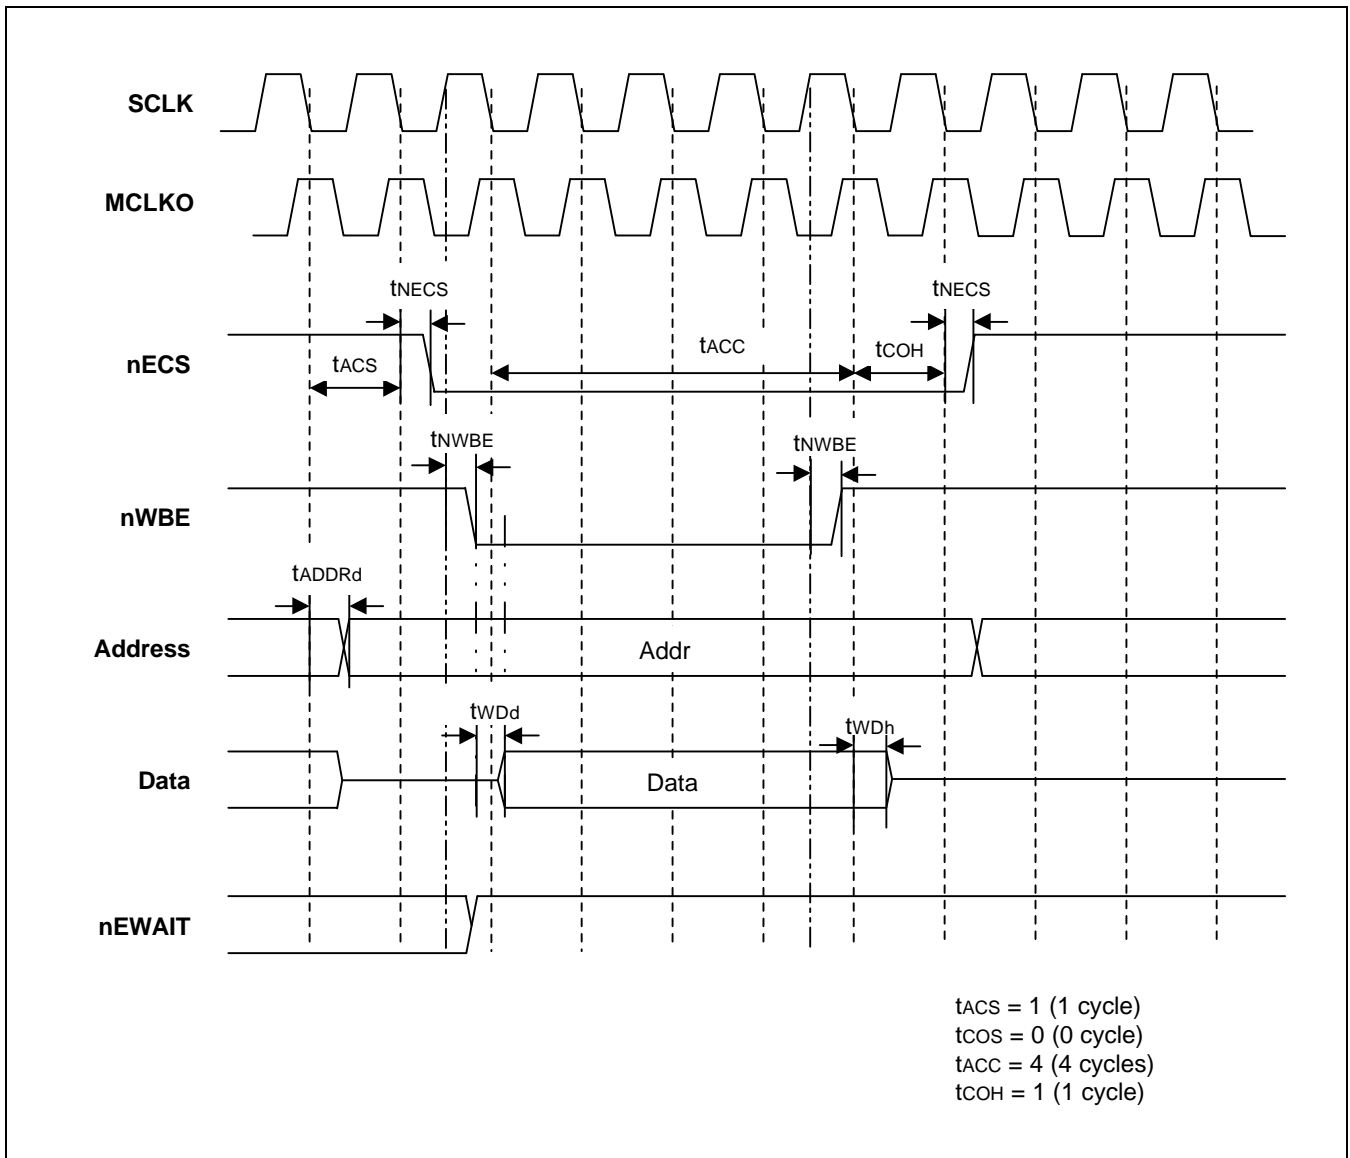 SCLK
MCLKO
tNECS
tNECS
nECS
tACS
tACC
tCOH
tNWBE
tNWBE
nWBE
tADDRd
Address
Addr
tWDd
tWDh
Data
Data
nEWAIT
tACS = 1 (1 cycle)
tCOS = 0 (0 cycle)
tACC = 4 (4 cycles)
tCOH = 1 (1 cycle)